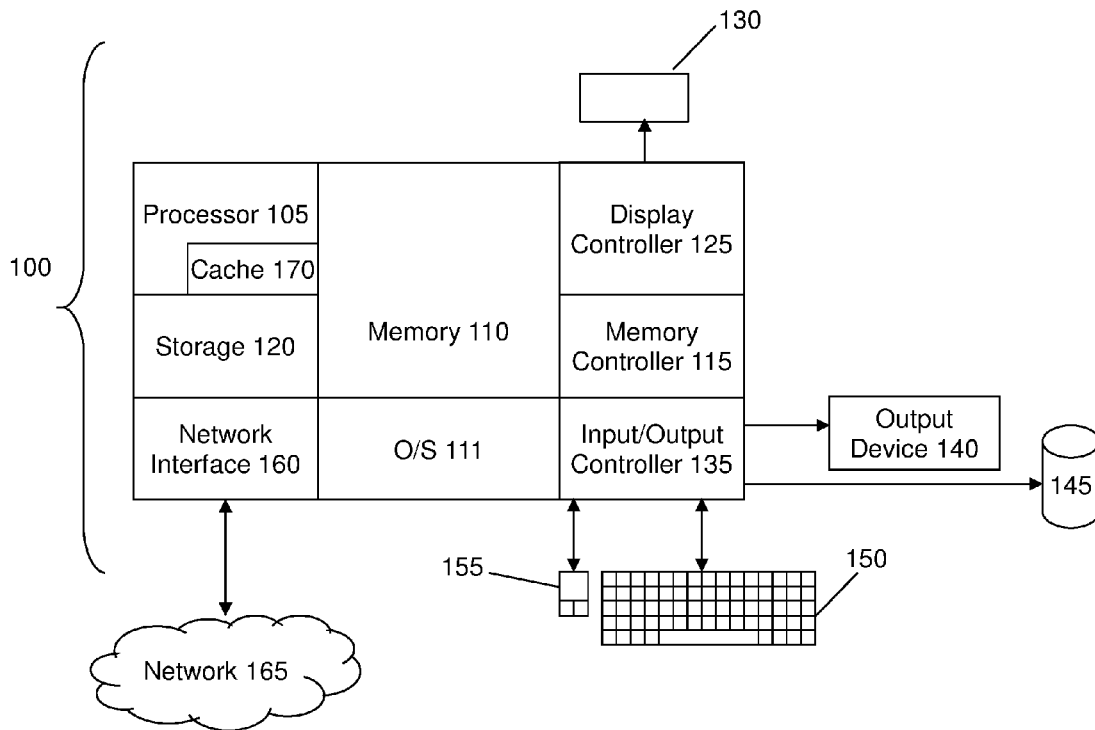 130
100
Processor 105
Cache 170
Display
Controller 125
Storage 120
Memory 110
Memory
Controller 115
Network
Interface 160
O/S 111
Input/Output
Controller 135
Output
Device 140
145
155
150
Network 165